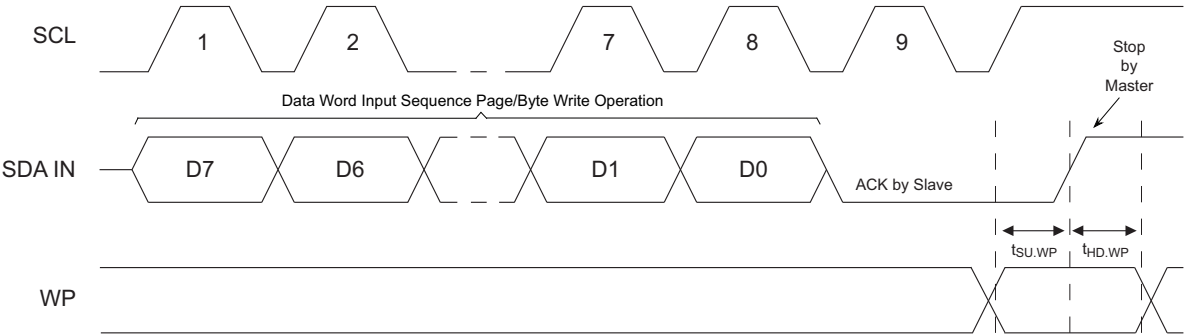 SCL
1
2
7
8
9
Stop
by
Master
Data Word Input Sequence Page/Byte Write Operation
SDA IN
D7
D6
D1
D0
ACK by Slave
tSU.WP
tHD.WP
WP